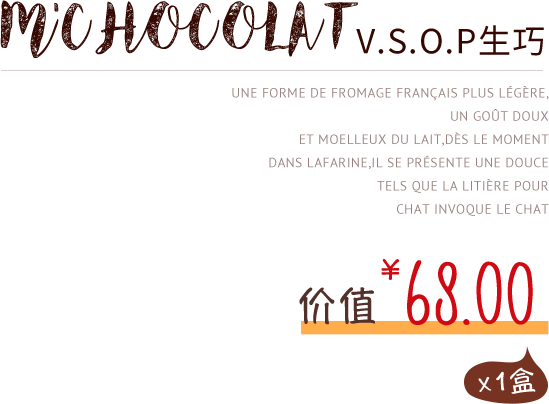 M'CHOCOLAT V.S.O.P生巧
UNE FORME DE FROMAGE FRANÇAIS PLUS LÉGÈRE,
UN GOÛT DOUX
ET MOELLEUX DU LAIT,DÈS LE MOMENT
DANS LAFARINE,IL SE PRÉSENTE UNE DOUCE
TELS QUE LA LITIÈRE POUR
CHAT INVOQUE LE CHAT
价值¥68.00
x1盒